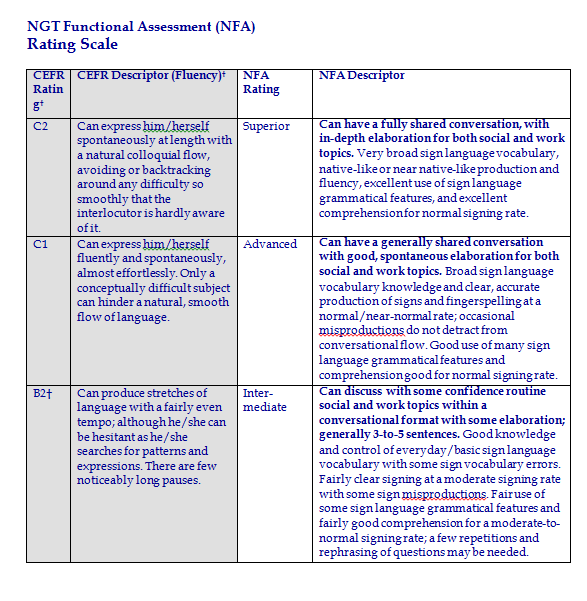 NGT Functional Assessment (NFA)
Rating Scale
CEFR
Ratin
g†
CEFR Descriptor (Fluency)†
NFA
Rating
NFA Descriptor
C2
Can express him/herself
spontaneously at length with
a natural colloquial flow,
avoiding or backtracking
around any difficulty so
smoothly that the
interlocutor is hardly aware
of it.
Superior
Can have a fully shared conversation, with
in-depth elaboration for both social and work
topics. Very broad sign language vocabulary,
native-like or near native-like production and
fluency, excellent use of sign language
grammatical features, and excellent
comprehension for normal signing rate.
C1
Can express him/herself
fluently and spontaneously,
almost effortlessly. Only a
conceptually difficult subject
can hinder a natural, smooth
flow of language.
Advanced
Can have a generally shared conversation
with good, spontaneous elaboration for both
social and work topics. Broad sign language
vocabulary knowledge and clear, accurate
production of signs and fingerspelling at a
normal/near-normal rate; occasional
misproductions do not detract from
conversational flow. Good use of many sign
language grammatical features and
comprehension good for normal signing rate.
B2†
Can produce stretches of
language with a fairly even
tempo; although he/she can
be hesitant as he/she
searches for patterns and
expressions. There are few
noticeably long pauses.
Inter-
mediate
Can discuss with some confidence routine
social and work topics within a
conversational format with some elaboration;
generally 3-to-5 sentences. Good knowledge
and control of everyday/basic sign language
vocabulary with some sign vocabulary errors.
Fairly clear signing at a moderate signing rate
with some sign misproductions. Fair use of
some sign language grammatical features and
fairly good comprehension for a moderate-to-
normal signing rate; a few repetitions and
rephrasing of questions may be needed.